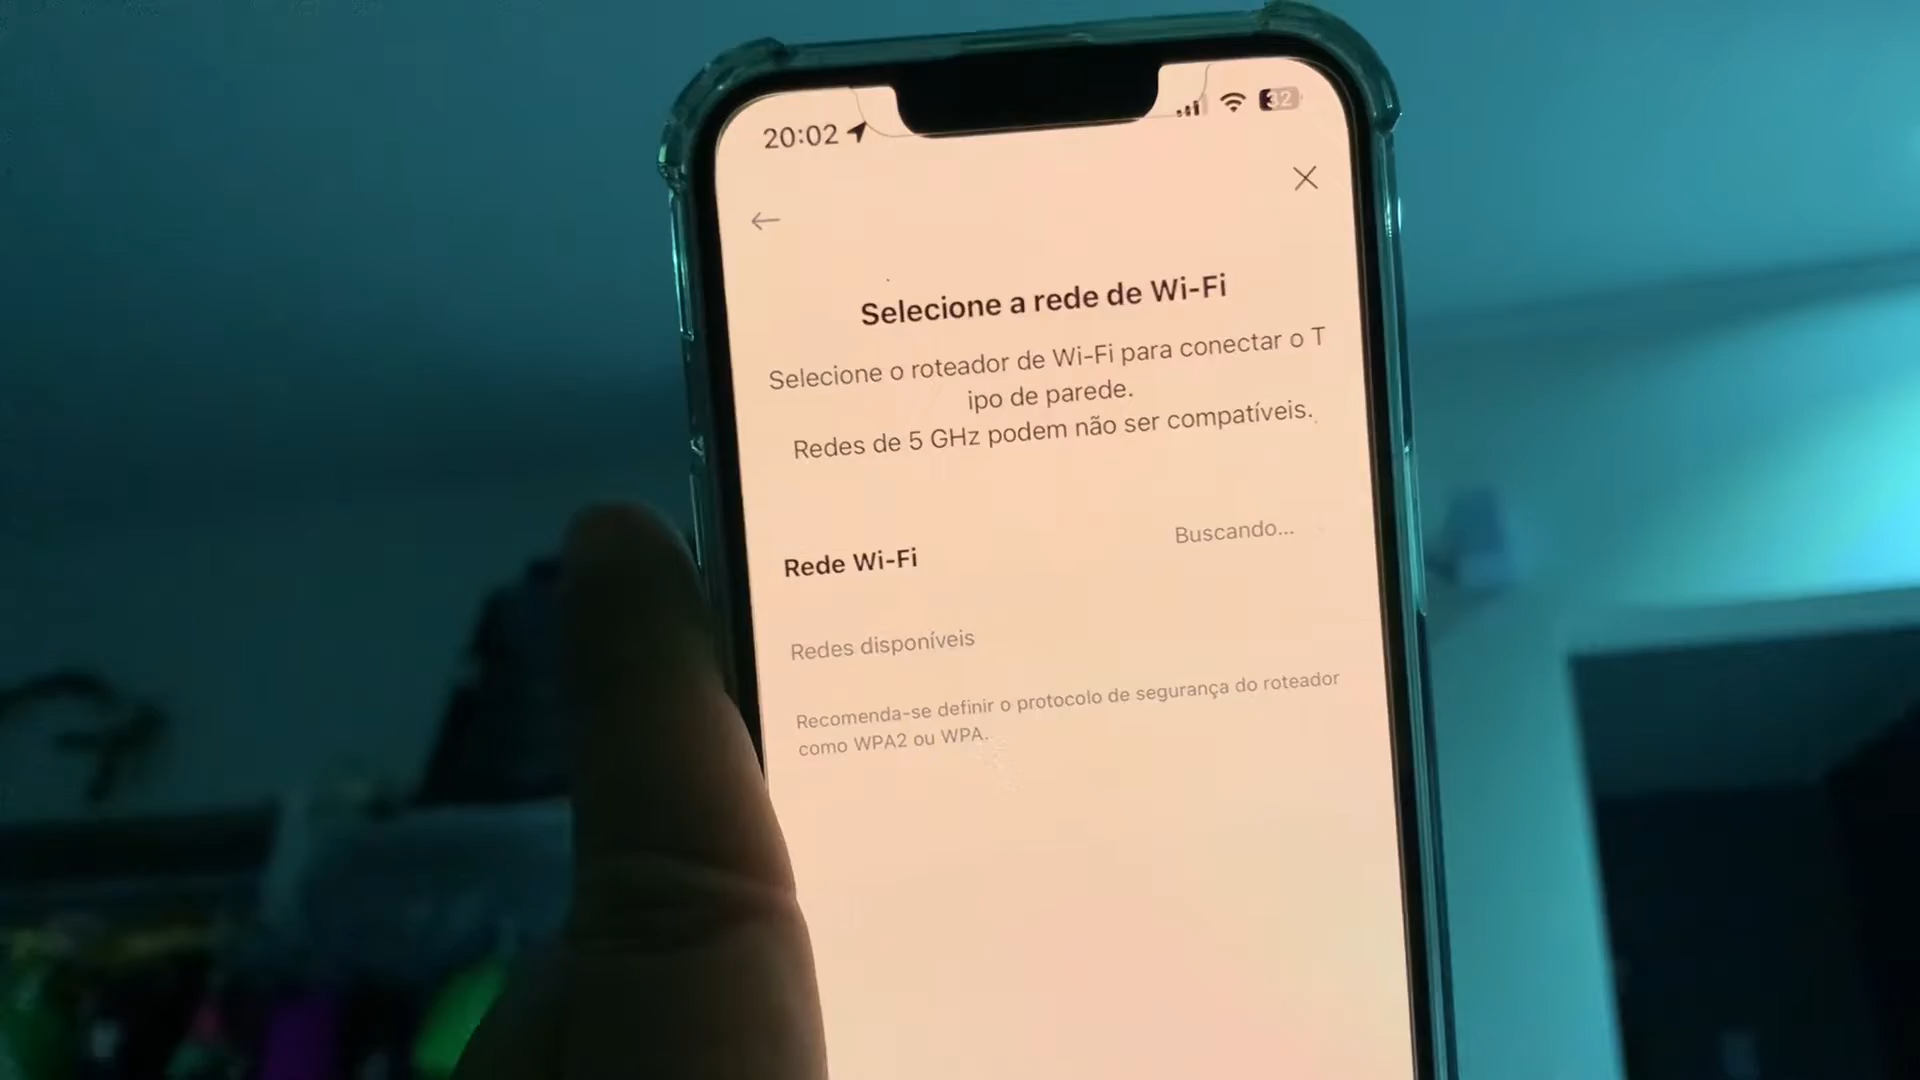 20:02
32
Selecione a rede de Wi-Fi
Selecione o roteador de Wi-Fi para conectar o T
ipo de parede.
Redes de 5 GHz podem não ser compatíveis.
Rede Wi-Fi
Buscando...
Redes disponíveis
Recomenda-se definir o protocolo de segurança do roteador
como WPA2 ou WPA.